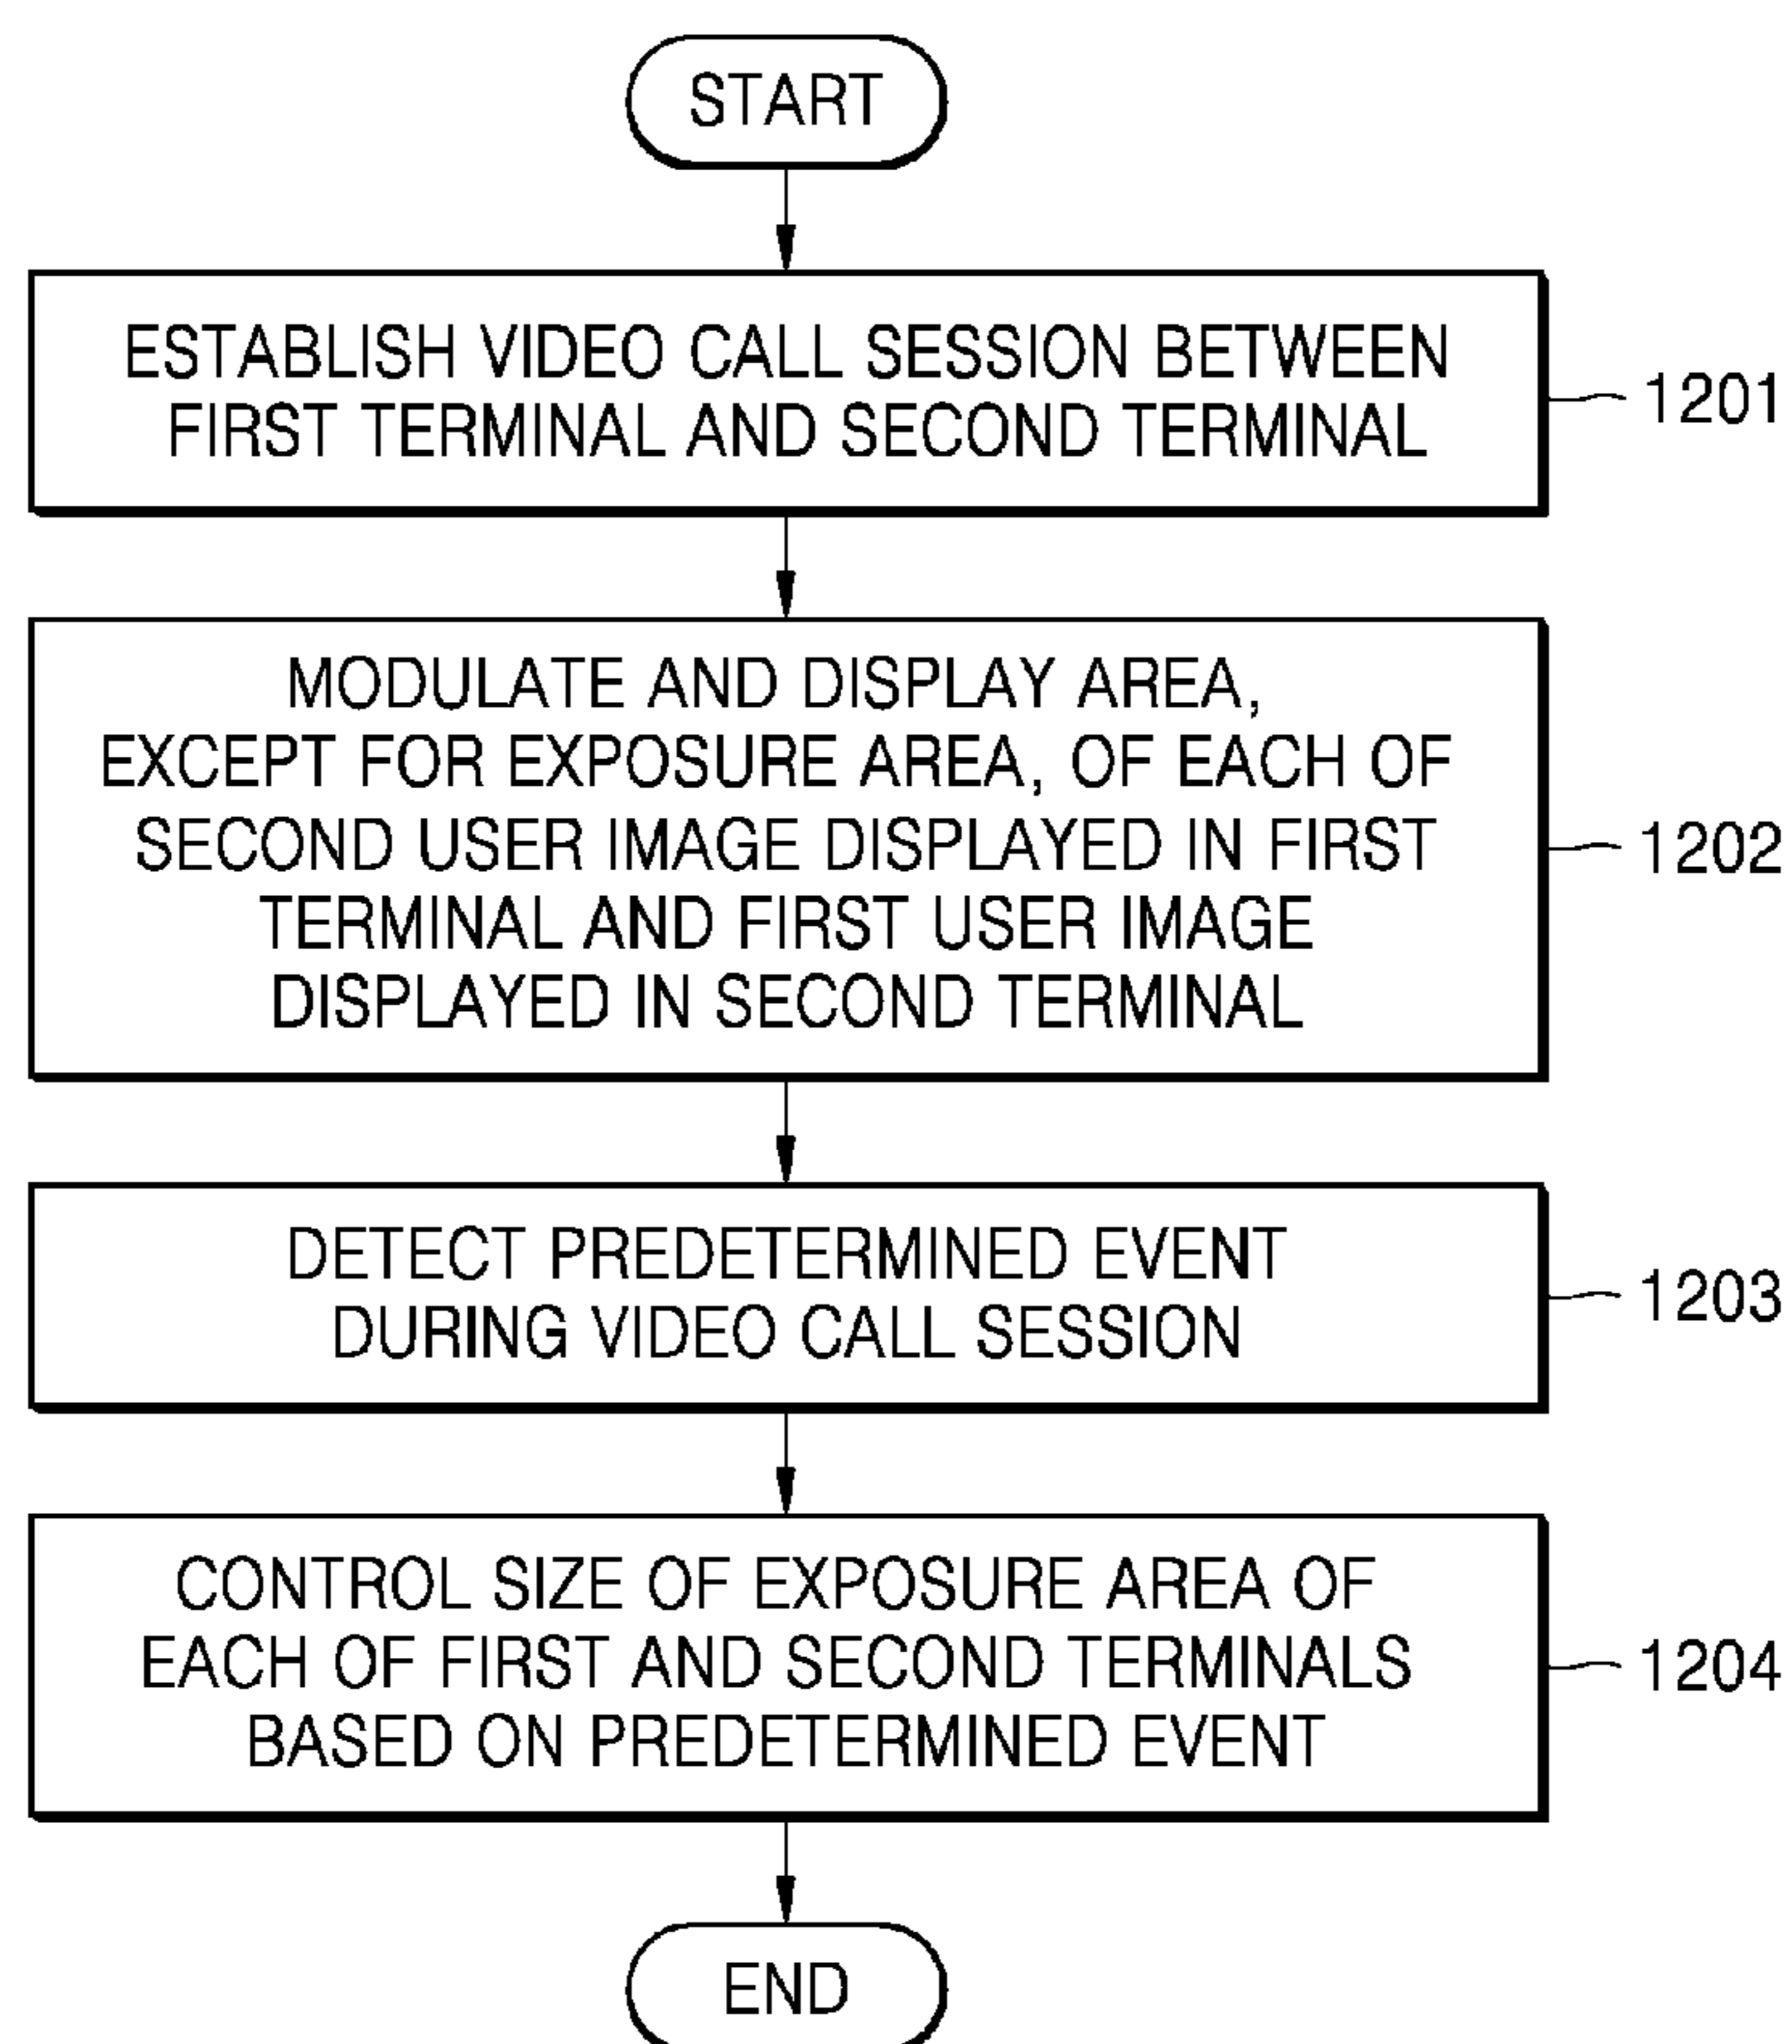 START
ESTABLISH VIDEO CALL SESSION BETWEEN
FIRST TERMINAL AND SECOND TERMINAL
1201
MODULATE AND DISPLAY AREA,
EXCEPT FOR EXPOSURE AREA, OF EACH OF
SECOND USER IMAGE DISPLAYED IN FIRST
TERMINAL AND FIRST USER IMAGE
DISPLAYED IN SECOND TERMINAL
1202
DETECT PREDETERMINED EVENT
DURING VIDEO CALL SESSION
1203
CONTROL SIZE OF EXPOSURE AREA OF
EACH OF FIRST AND SECOND TERMINALS
BASED ON PREDETERMINED EVENT
1204
END